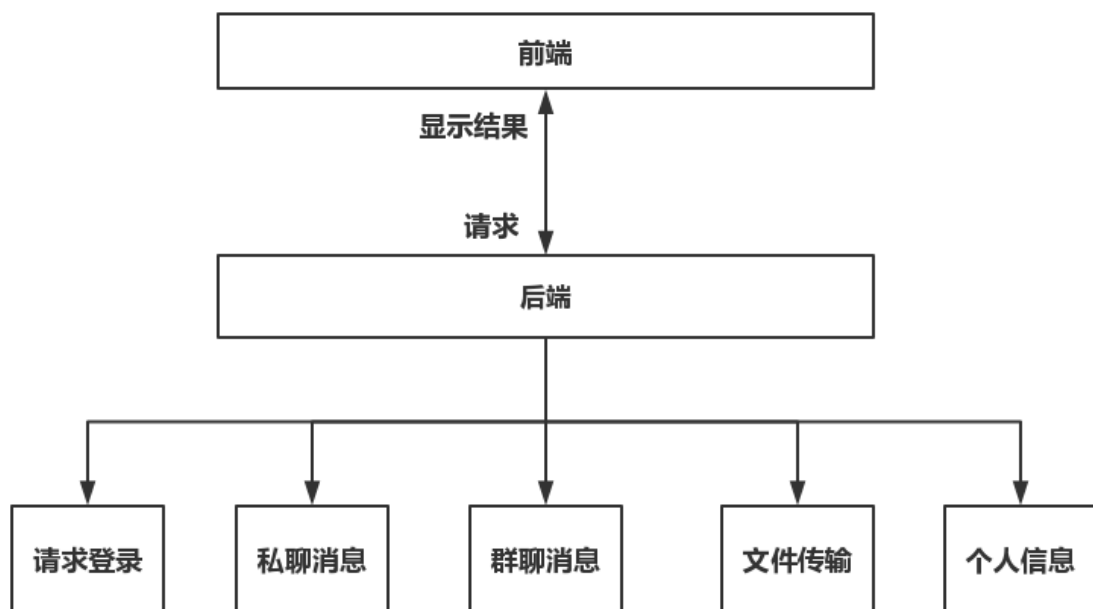 前端
显示结果
请求
后端
请求登录
私聊消息
群聊消息
文件传输
个人信息